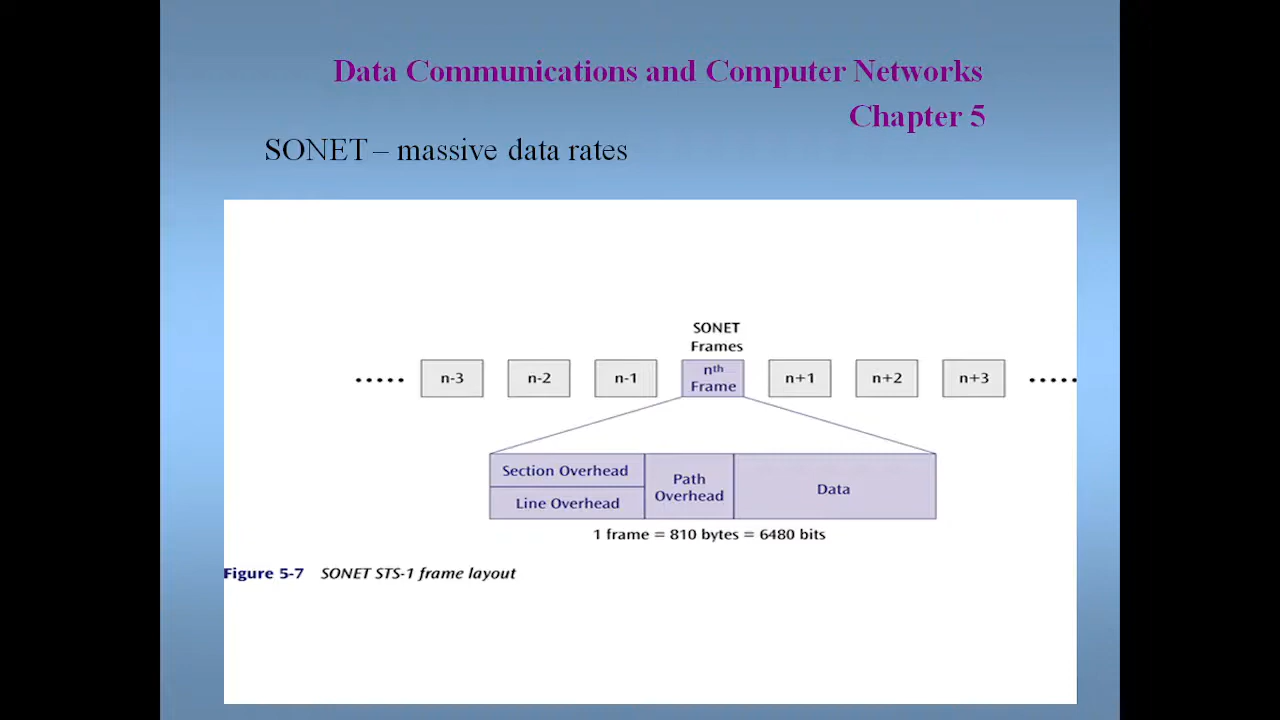 Data Communications and Computer Networks
Chapter 5
SONET – massive data rates
SONET
Frames
..... n-3 n-2 n-1 nth Frame n+1 n+2 n+3 .....
Section Overhead
Line Overhead
Path
Overhead
Data
1 frame = 810 bytes = 6480 bits
Figure 5-7 SONET STS-1 frame layout